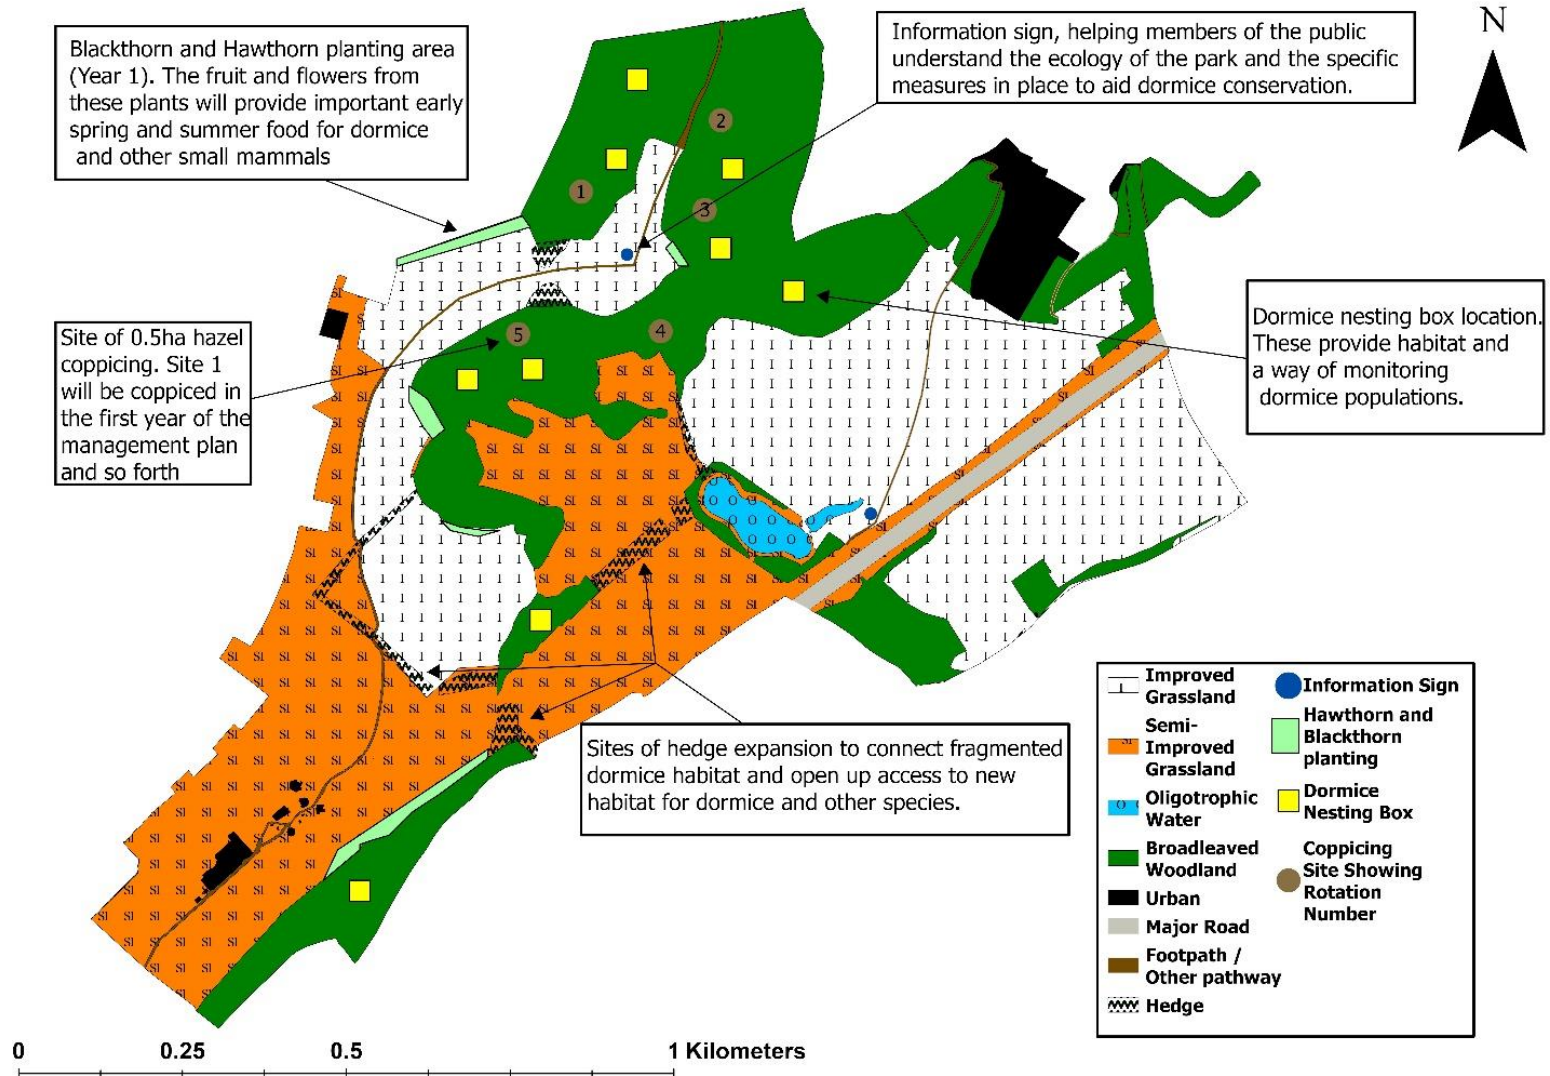 Blackthorn and Hawthorn planting area
(Year 1). The fruit and flowers from
these plants will provide important early
spring and summer food for dormice
and other small mammals
Information sign, helping members of the public
understand the ecology of the park and the specific
measures in place to aid dormice conservation.
N
2
1
3
Site of 0.5ha hazel
coppicing. Site 1
will be coppiced in
the first year of the
management plan
and so forth
5
4
Dormice nesting box location.
These provide habitat and
a way of monitoring
dormice populations.
Sites of hedge expansion to connect fragmented
dormice habitat and open up access to new
habitat for dormice and other species.
I Improved
Grassland
SI Semi-
Improved
Grassland
O Oligotrophic
Water
Broadleaved
Woodland
Urban
Major Road
Footpath /
Other pathway
Hedge
Information Sign
Hawthorn and
Blackthorn
planting
Dormice
Nesting Box
Coppicing
Site Showing
Rotation
Number
0 0.25 0.5 1 Kilometers